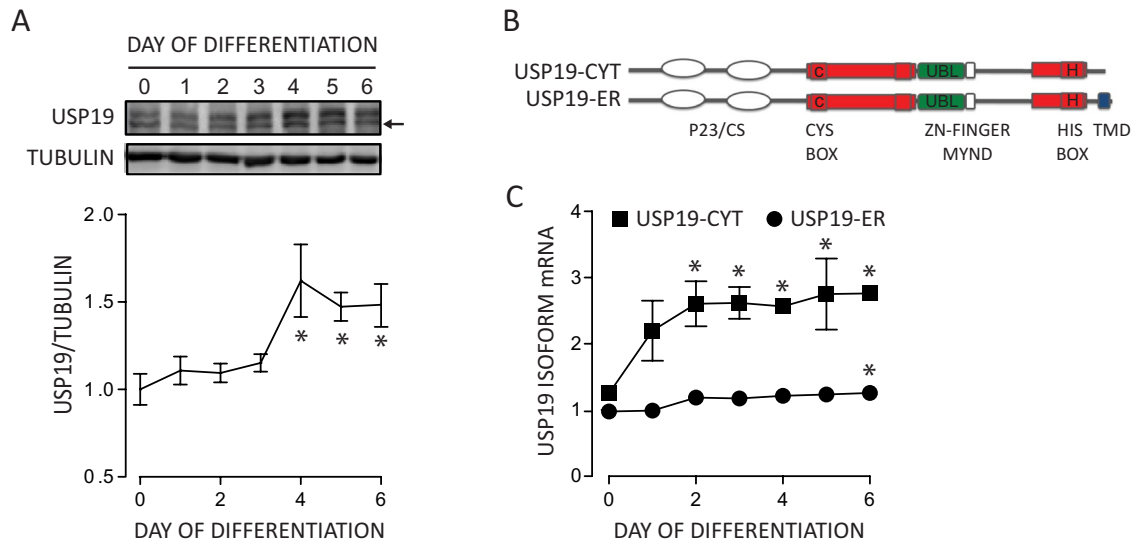 A
DAY OF DIFFERENTIATION
0 1 2 3 4 5 6
USP19
TUBULIN
USP19/TUBULIN
2.0
1.5
* * *
1.0
0.5
0 2 4 6
DAY OF DIFFERENTIATION
B
USP19-CYT
C UBL H
USP19-ER
C UBL H
P23/CS CYS ZN-FINGER HIS TMD
BOX MYND BOX
C
USP19 ISOFORM mRNA
4
USP19-CYT USP19-ER
* * * * *
3
2
*
1
0
0 2 4 6
DAY OF DIFFERENTIATION